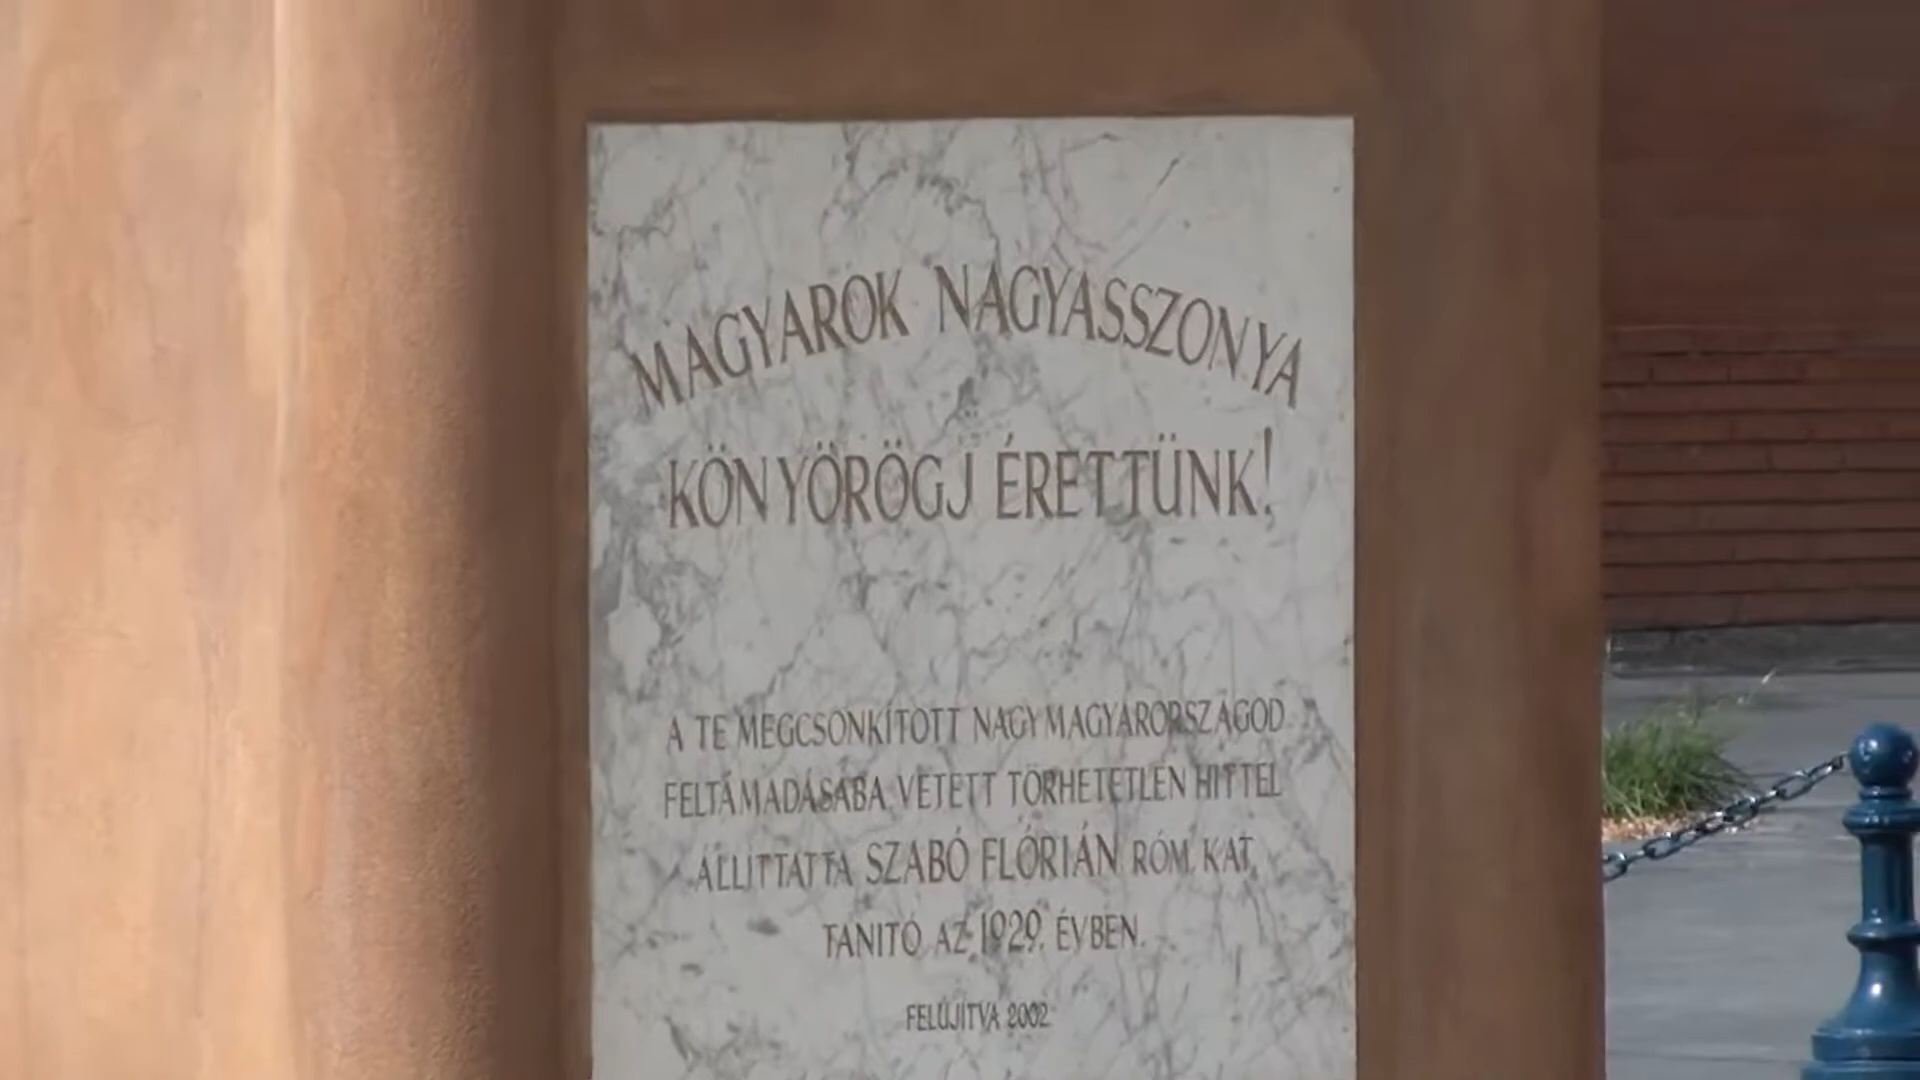 MAGYAROK NAGYASSZONYA
KÖNYÖRÖGJ ÉRETTÜNK!
A TE MEGCSONKÍTOTT NAGYMAGYARORSZÁGOD
FELTÁMADÁSÁBA VETETT TÖRHETETLEN HITTEL
ÁLLÍTTATTA SZABÓ FLÓRIÁN RÓM. KAT.
TANÍTÓ AZ 1929. ÉVBEN.
FELÚJÍTVA 2002.